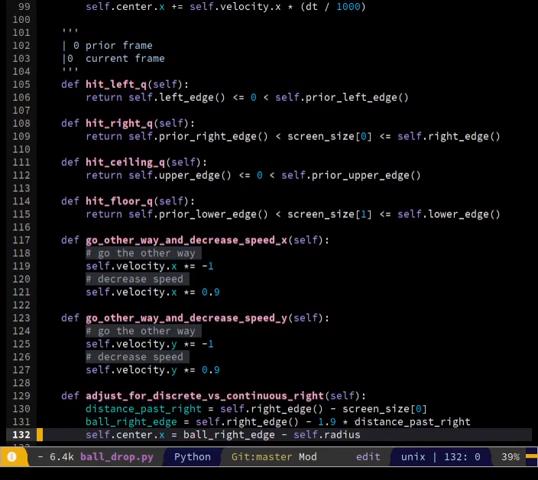 99 self.center.x += self.velocity.x * (dt / 1000)
100
101 '''
102 | 0 prior frame
103 |0  current frame
104 '''
105 def hit_left_q(self):
106 return self.left_edge() <= 0 < self.prior_left_edge()
107
108 def hit_right_q(self):
109 return self.prior_right_edge() < screen_size[0] <= self.right_edge()
110
111 def hit_ceiling_q(self):
112 return self.upper_edge() <= 0 < self.prior_upper_edge()
113
114 def hit_floor_q(self):
115 return self.prior_lower_edge() < screen_size[1] <= self.lower_edge()
116
117 def go_other_way_and_decrease_speed_x(self):
118 # go the other way
119 self.velocity.x *= -1
120 # decrease speed
121 self.velocity.x *= 0.9
122
123 def go_other_way_and_decrease_speed_y(self):
124 # go the other way
125 self.velocity.y *= -1
126 # decrease speed
127 self.velocity.y *= 0.9
128
129 def adjust_for_discrete_vs_continuous_right(self):
130 distance_past_right = self.right_edge() - screen_size[0]
131 ball_right_edge = self.right_edge() - 1.9 * distance_past_right
132 self.center.x = ball_right_edge - self.radius
- 6.4k ball_drop.py Python Git:master Mod edit unix | 132: 0 39%